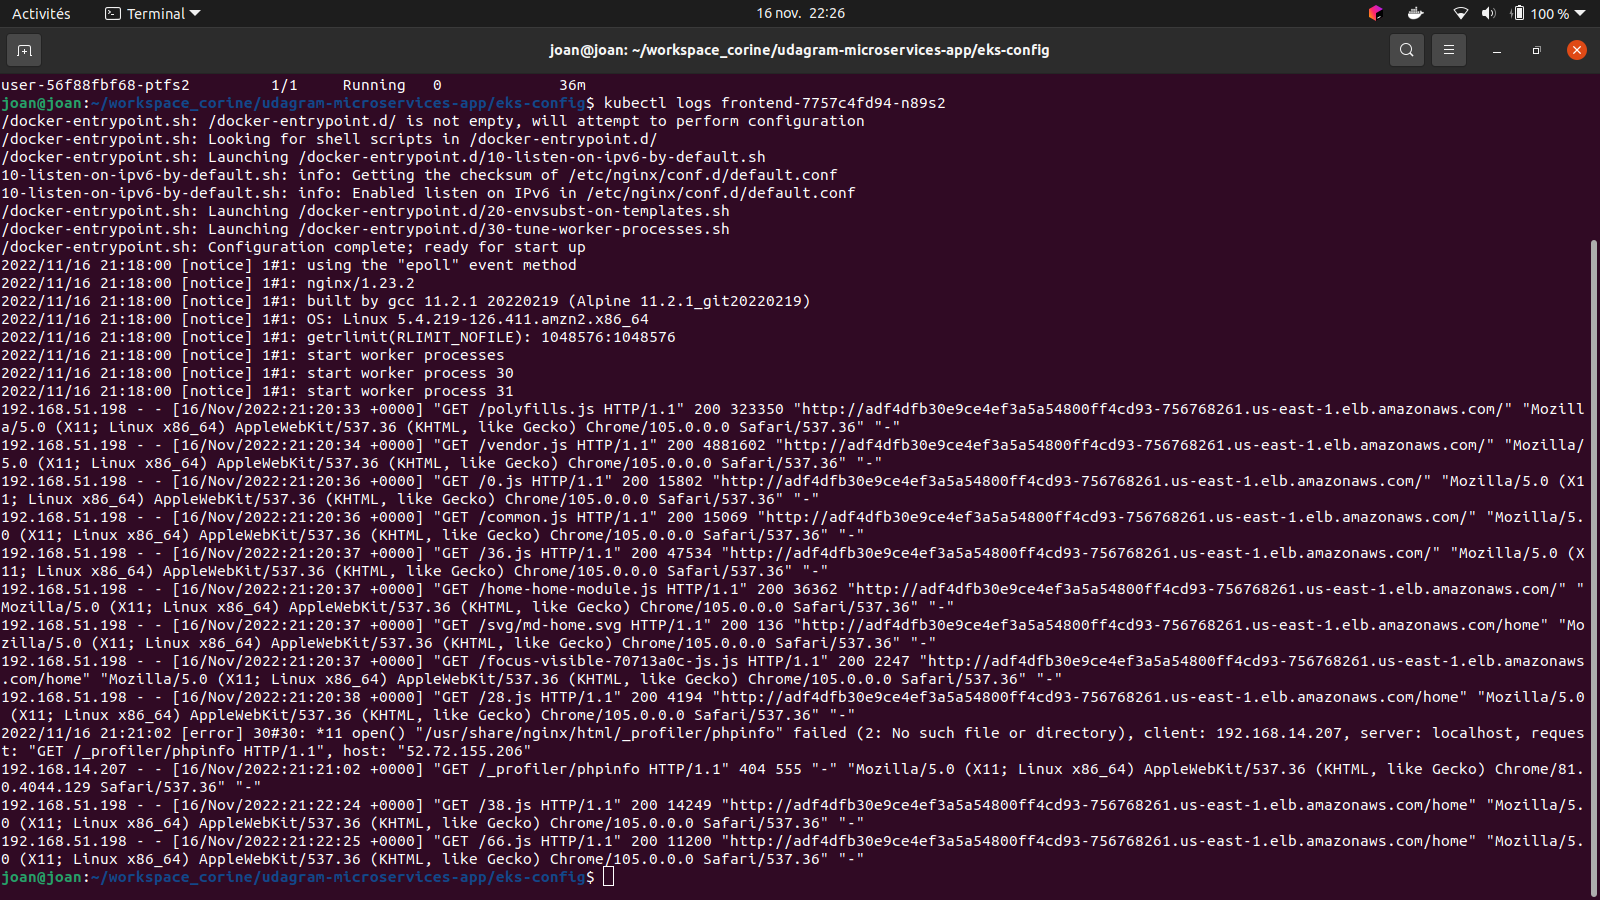 Activités
Terminal
16 nov.  22:26
100 %
joan@joan: ~/workspace_corine/udagram-microservices-app/eks-config
user-56f88fbf68-ptfs2         1/1     Running   0             36m
joan@joan:~/workspace_corine/udagram-microservices-app/eks-config$ kubectl logs frontend-7757c4fd94-n89s2
/docker-entrypoint.sh: /docker-entrypoint.d/ is not empty, will attempt to perform configuration
/docker-entrypoint.sh: Looking for shell scripts in /docker-entrypoint.d/
/docker-entrypoint.sh: Launching /docker-entrypoint.d/10-listen-on-ipv6-by-default.sh
10-listen-on-ipv6-by-default.sh: info: Getting the checksum of /etc/nginx/conf.d/default.conf
10-listen-on-ipv6-by-default.sh: info: Enabled listen on IPv6 in /etc/nginx/conf.d/default.conf
/docker-entrypoint.sh: Launching /docker-entrypoint.d/20-envsubst-on-templates.sh
/docker-entrypoint.sh: Launching /docker-entrypoint.d/30-tune-worker-processes.sh
/docker-entrypoint.sh: Configuration complete; ready for start up
2022/11/16 21:18:00 [notice] 1#1: using the "epoll" event method
2022/11/16 21:18:00 [notice] 1#1: nginx/1.23.2
2022/11/16 21:18:00 [notice] 1#1: built by gcc 11.2.1 20220219 (Alpine 11.2.1_git20220219)
2022/11/16 21:18:00 [notice] 1#1: OS: Linux 5.4.219-126.411.amzn2.x86_64
2022/11/16 21:18:00 [notice] 1#1: getrlimit(RLIMIT_NOFILE): 1048576:1048576
2022/11/16 21:18:00 [notice] 1#1: start worker processes
2022/11/16 21:18:00 [notice] 1#1: start worker process 30
2022/11/16 21:18:00 [notice] 1#1: start worker process 31
192.168.51.198 - - [16/Nov/2022:21:20:33 +0000] "GET /polyfills.js HTTP/1.1" 200 323350 "http://adf4dfb30e9ce4ef3a5a54800ff4cd93-756768261.us-east-1.elb.amazonaws.com/" "Mozill
a/5.0 (X11; Linux x86_64) AppleWebKit/537.36 (KHTML, like Gecko) Chrome/105.0.0.0 Safari/537.36" "-"
192.168.51.198 - - [16/Nov/2022:21:20:34 +0000] "GET /vendor.js HTTP/1.1" 200 4881602 "http://adf4dfb30e9ce4ef3a5a54800ff4cd93-756768261.us-east-1.elb.amazonaws.com/" "Mozilla/
5.0 (X11; Linux x86_64) AppleWebKit/537.36 (KHTML, like Gecko) Chrome/105.0.0.0 Safari/537.36" "-"
192.168.51.198 - - [16/Nov/2022:21:20:36 +0000] "GET /0.js HTTP/1.1" 200 15802 "http://adf4dfb30e9ce4ef3a5a54800ff4cd93-756768261.us-east-1.elb.amazonaws.com/" "Mozilla/5.0 (X1
1; Linux x86_64) AppleWebKit/537.36 (KHTML, like Gecko) Chrome/105.0.0.0 Safari/537.36" "-"
192.168.51.198 - - [16/Nov/2022:21:20:36 +0000] "GET /common.js HTTP/1.1" 200 15069 "http://adf4dfb30e9ce4ef3a5a54800ff4cd93-756768261.us-east-1.elb.amazonaws.com/" "Mozilla/5.
0 (X11; Linux x86_64) AppleWebKit/537.36 (KHTML, like Gecko) Chrome/105.0.0.0 Safari/537.36" "-"
192.168.51.198 - - [16/Nov/2022:21:20:37 +0000] "GET /36.js HTTP/1.1" 200 47534 "http://adf4dfb30e9ce4ef3a5a54800ff4cd93-756768261.us-east-1.elb.amazonaws.com/" "Mozilla/5.0 (X
11; Linux x86_64) AppleWebKit/537.36 (KHTML, like Gecko) Chrome/105.0.0.0 Safari/537.36" "-"
192.168.51.198 - - [16/Nov/2022:21:20:37 +0000] "GET /home-home-module.js HTTP/1.1" 200 36362 "http://adf4dfb30e9ce4ef3a5a54800ff4cd93-756768261.us-east-1.elb.amazonaws.com/" "
Mozilla/5.0 (X11; Linux x86_64) AppleWebKit/537.36 (KHTML, like Gecko) Chrome/105.0.0.0 Safari/537.36" "-"
192.168.51.198 - - [16/Nov/2022:21:20:37 +0000] "GET /svg/md-home.svg HTTP/1.1" 200 136 "http://adf4dfb30e9ce4ef3a5a54800ff4cd93-756768261.us-east-1.elb.amazonaws.com/home" "Mo
zilla/5.0 (X11; Linux x86_64) AppleWebKit/537.36 (KHTML, like Gecko) Chrome/105.0.0.0 Safari/537.36" "-"
192.168.51.198 - - [16/Nov/2022:21:20:37 +0000] "GET /focus-visible-70713a0c-js.js HTTP/1.1" 200 2247 "http://adf4dfb30e9ce4ef3a5a54800ff4cd93-756768261.us-east-1.elb.amazonaws
.com/home" "Mozilla/5.0 (X11; Linux x86_64) AppleWebKit/537.36 (KHTML, like Gecko) Chrome/105.0.0.0 Safari/537.36" "-"
192.168.51.198 - - [16/Nov/2022:21:20:38 +0000] "GET /28.js HTTP/1.1" 200 4194 "http://adf4dfb30e9ce4ef3a5a54800ff4cd93-756768261.us-east-1.elb.amazonaws.com/home" "Mozilla/5.0
 (X11; Linux x86_64) AppleWebKit/537.36 (KHTML, like Gecko) Chrome/105.0.0.0 Safari/537.36" "-"
2022/11/16 21:21:02 [error] 30#30: *11 open() "/usr/share/nginx/html/_profiler/phpinfo" failed (2: No such file or directory), client: 192.168.14.207, server: localhost, reques
t: "GET /_profiler/phpinfo HTTP/1.1", host: "52.72.155.206"
192.168.14.207 - - [16/Nov/2022:21:21:02 +0000] "GET /_profiler/phpinfo HTTP/1.1" 404 555 "-" "Mozilla/5.0 (X11; Linux x86_64) AppleWebKit/537.36 (KHTML, like Gecko) Chrome/81.
0.4044.129 Safari/537.36" "-"
192.168.51.198 - - [16/Nov/2022:21:22:24 +0000] "GET /38.js HTTP/1.1" 200 14249 "http://adf4dfb30e9ce4ef3a5a54800ff4cd93-756768261.us-east-1.elb.amazonaws.com/home" "Mozilla/5.
0 (X11; Linux x86_64) AppleWebKit/537.36 (KHTML, like Gecko) Chrome/105.0.0.0 Safari/537.36" "-"
192.168.51.198 - - [16/Nov/2022:21:22:25 +0000] "GET /66.js HTTP/1.1" 200 11200 "http://adf4dfb30e9ce4ef3a5a54800ff4cd93-756768261.us-east-1.elb.amazonaws.com/home" "Mozilla/5.
0 (X11; Linux x86_64) AppleWebKit/537.36 (KHTML, like Gecko) Chrome/105.0.0.0 Safari/537.36" "-"
joan@joan:~/workspace_corine/udagram-microservices-app/eks-config$